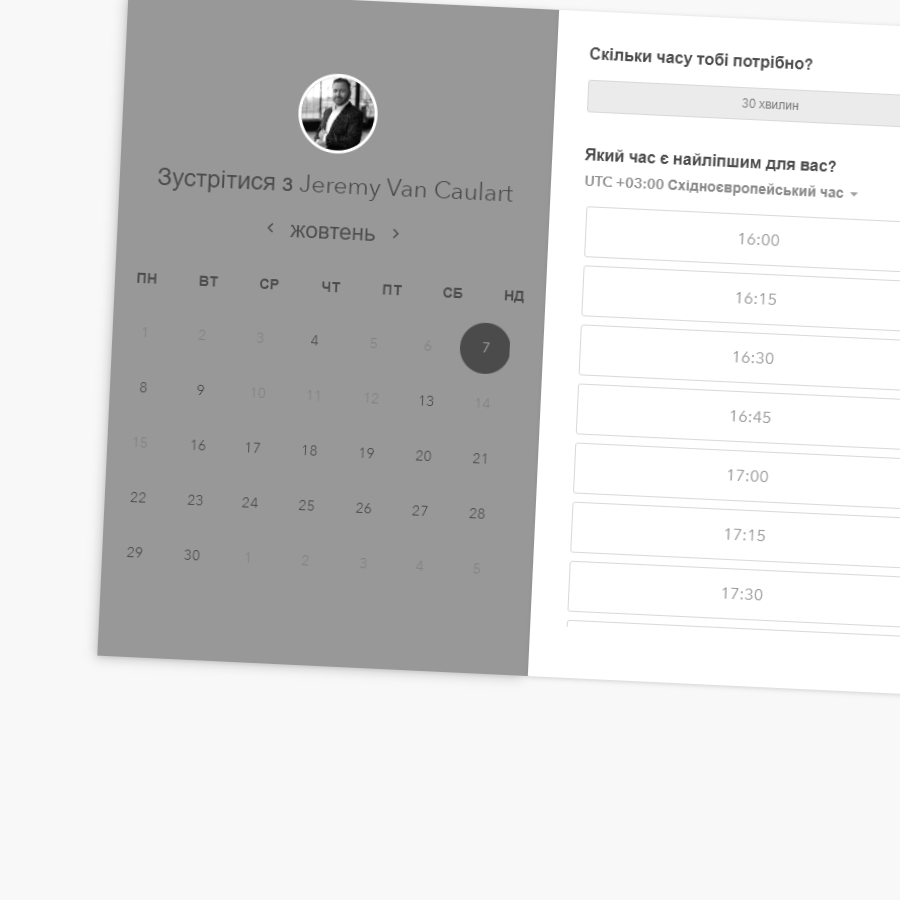 Зустрітися з Jeremy Van Caulart
жовтень
ПН ВТ СР ЧТ ПТ СБ НД
1 2 3 4 5 6 7
8 9 10 11 12 13 14
15 16 17 18 19 20 21
22 23 24 25 26 27 28
29 30 1 2 3 4 5
Скільки часу тобі потрібно?
30 хвилин
Який час є найліпшим для вас?
UTC +03:00 Східноєвропейський час
16:00
16:15
16:30
16:45
17:00
17:15
17:30